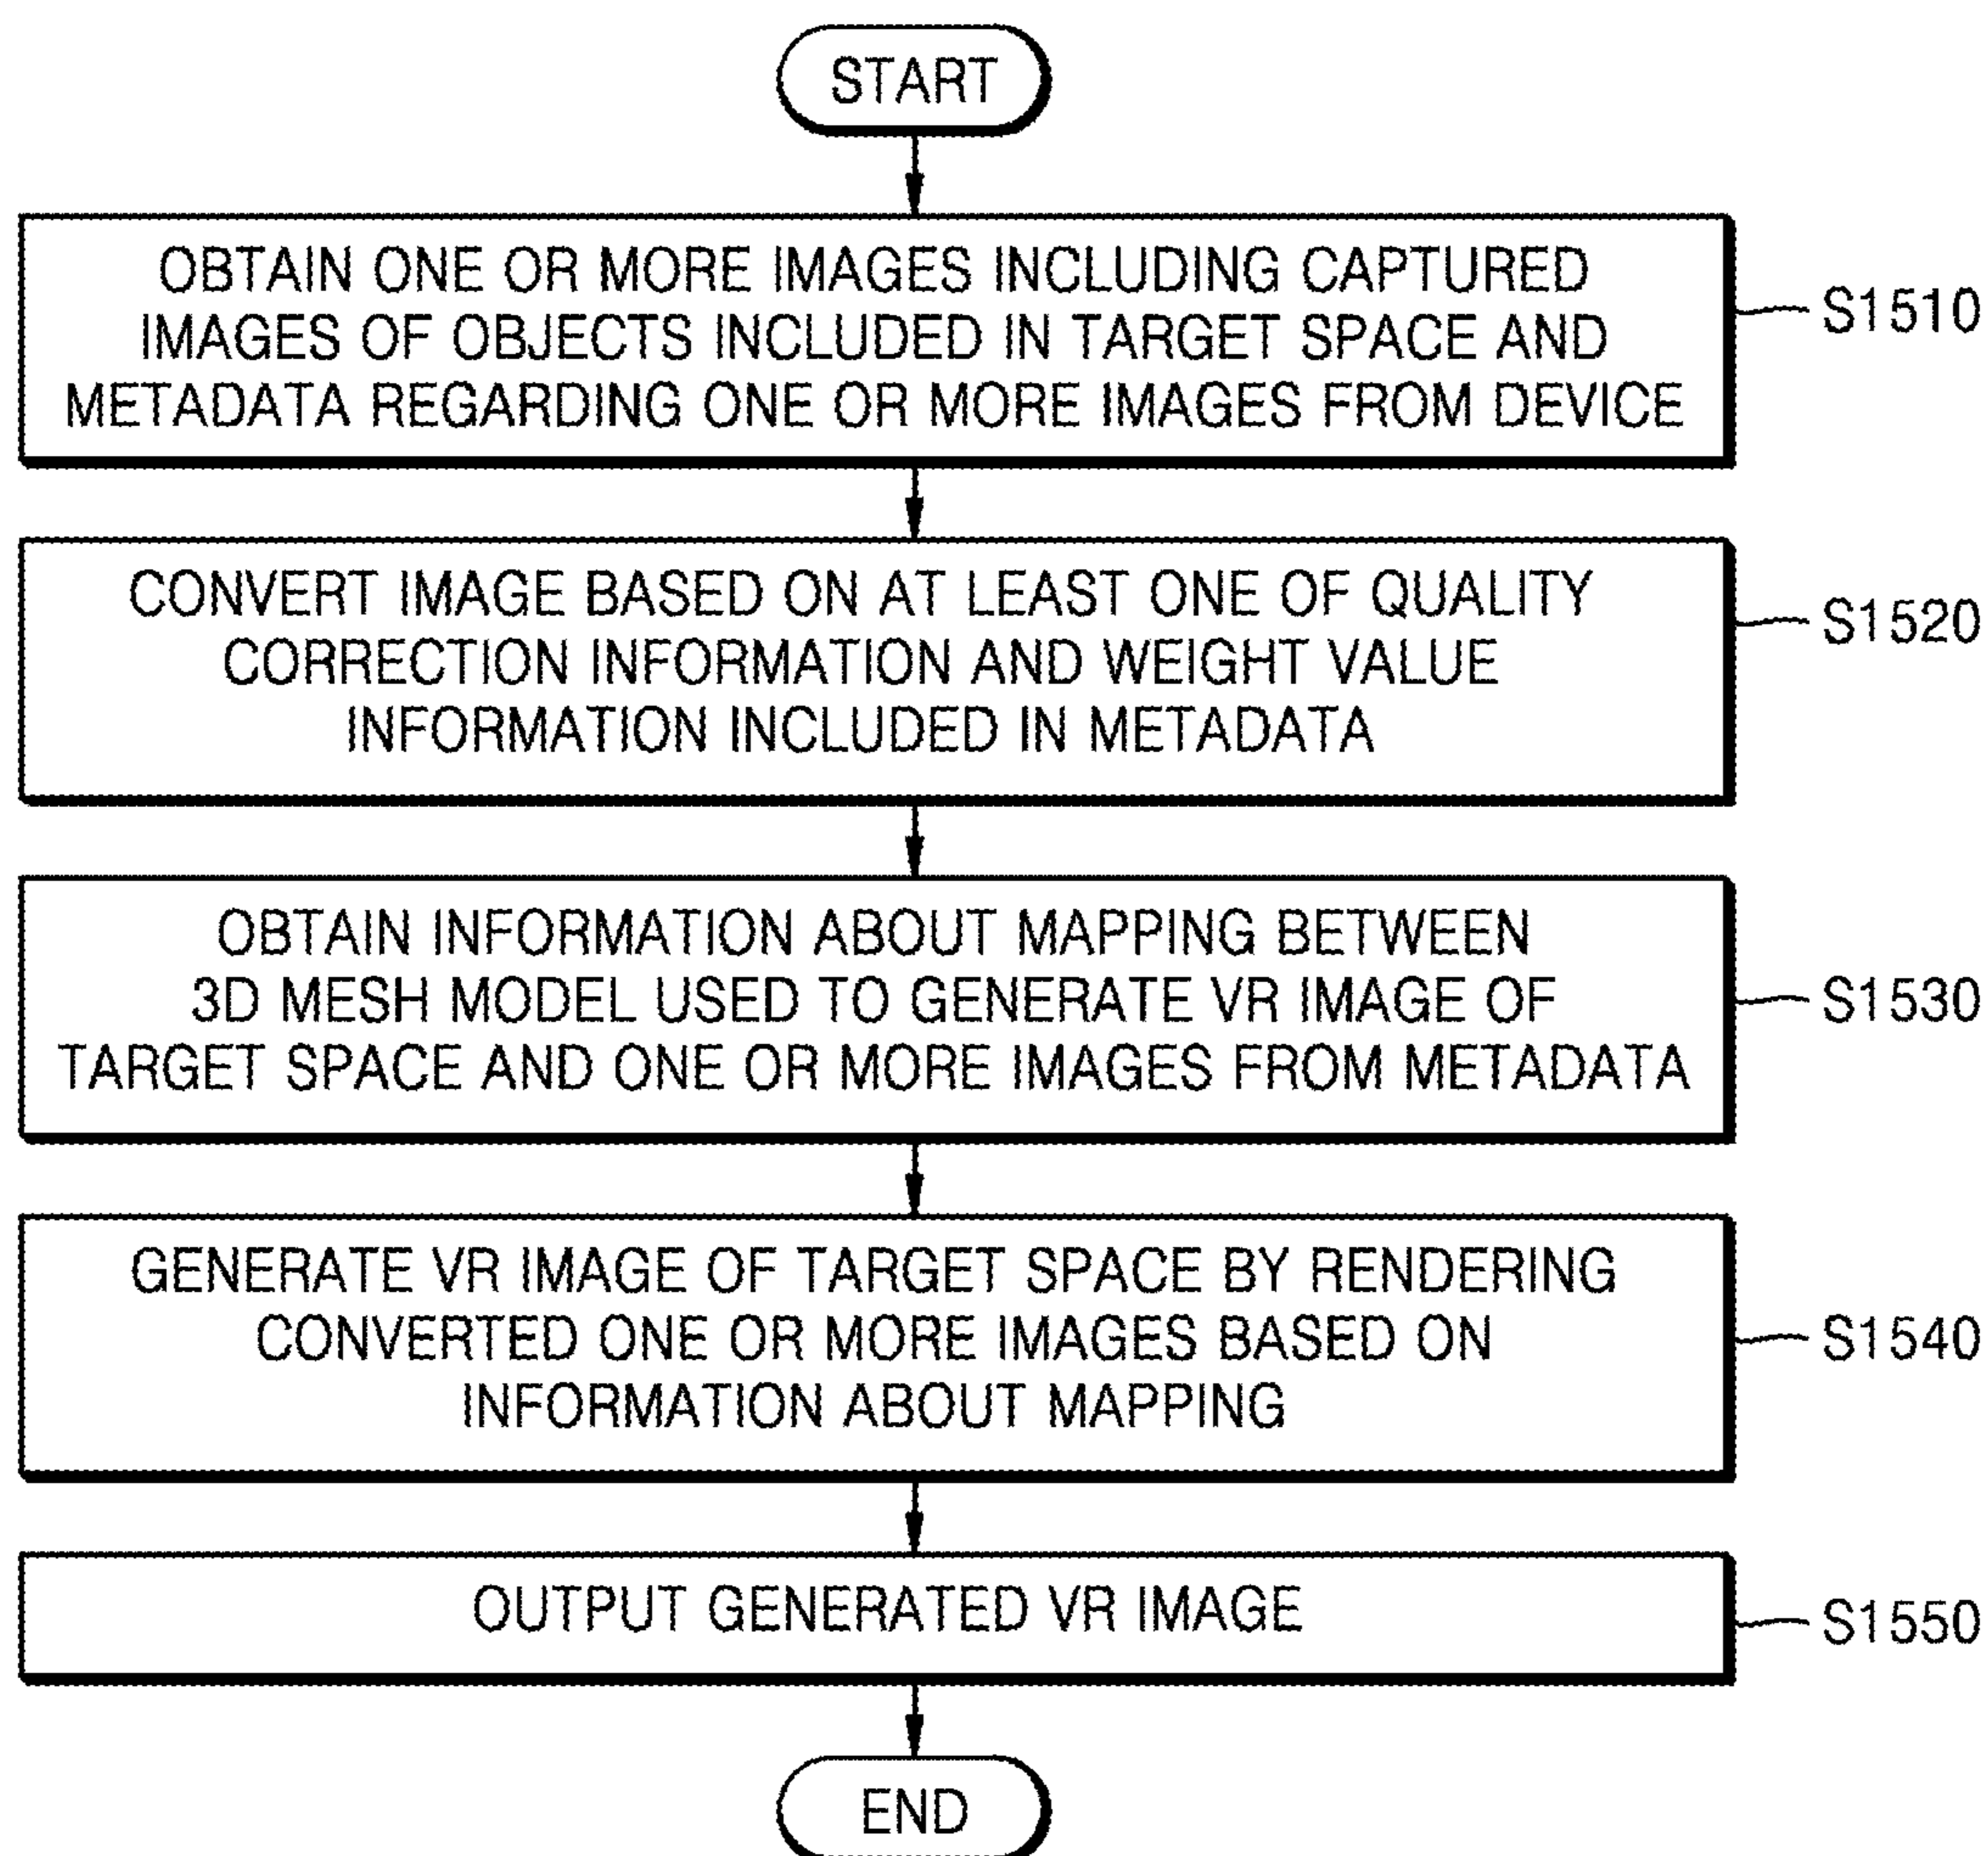 START
OBTAIN ONE OR MORE IMAGES INCLUDING CAPTURED
IMAGES OF OBJECTS INCLUDED IN TARGET SPACE AND
METADATA REGARDING ONE OR MORE IMAGES FROM DEVICE
S1510
CONVERT IMAGE BASED ON AT LEAST ONE OF QUALITY
CORRECTION INFORMATION AND WEIGHT VALUE
INFORMATION INCLUDED IN METADATA
S1520
OBTAIN INFORMATION ABOUT MAPPING BETWEEN
3D MESH MODEL USED TO GENERATE VR IMAGE OF
TARGET SPACE AND ONE OR MORE IMAGES FROM METADATA
S1530
GENERATE VR IMAGE OF TARGET SPACE BY RENDERING
CONVERTED ONE OR MORE IMAGES BASED ON
INFORMATION ABOUT MAPPING
S1540
OUTPUT GENERATED VR IMAGE
S1550
END